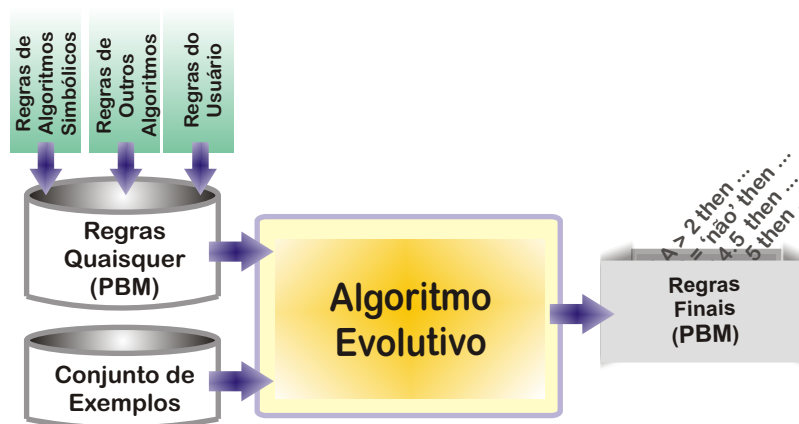 Regras de
Algoritmos
Simbólicos
Regras de
Outros
Algoritmos
Regras do
Usuário
Regras
Quaisquer
(PBM)
Conjunto de
Exemplos
Algoritmo
Evolutivo
A > 2 then ...
= 'não' then ...
4.5 then ...
5 then ..
Regras
Finais
(PBM)